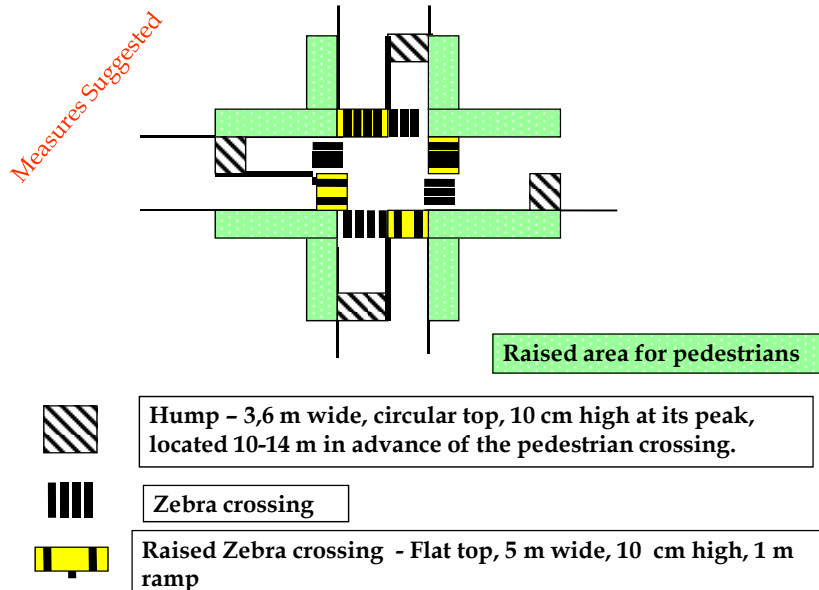 Measures Suggested
Raised area for pedestrians
Hump – 3,6 m wide, circular top, 10 cm high at its peak,
located 10-14 m in advance of the pedestrian crossing.
Zebra crossing
Raised Zebra crossing - Flat top, 5 m wide, 10 cm high, 1 m
ramp